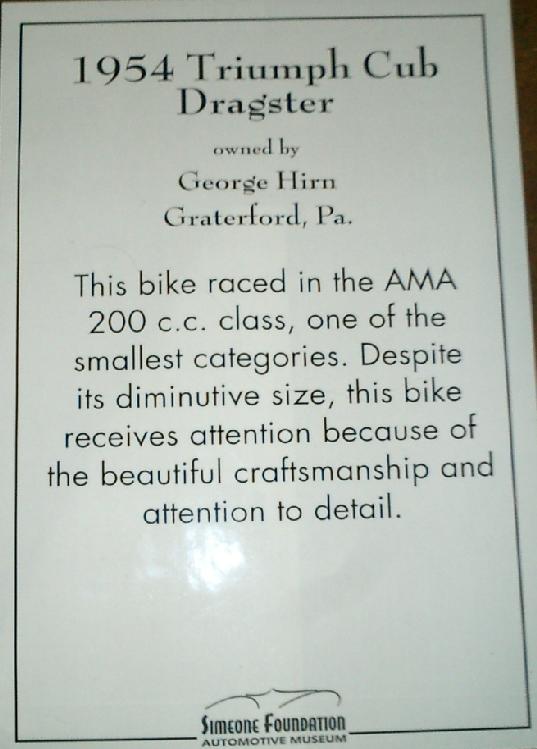 1954 Triumph Cub
Dragster
owned by
George Hirn
Graterford, Pa.
This bike raced in the AMA
200 c.c. class, one of the
smallest categories. Despite
its diminutive size, this bike
receives attention because of
the beautiful craftsmanship and
attention to detail.
SIMEONE FOUNDATION
AUTOMOTIVE MUSEUM